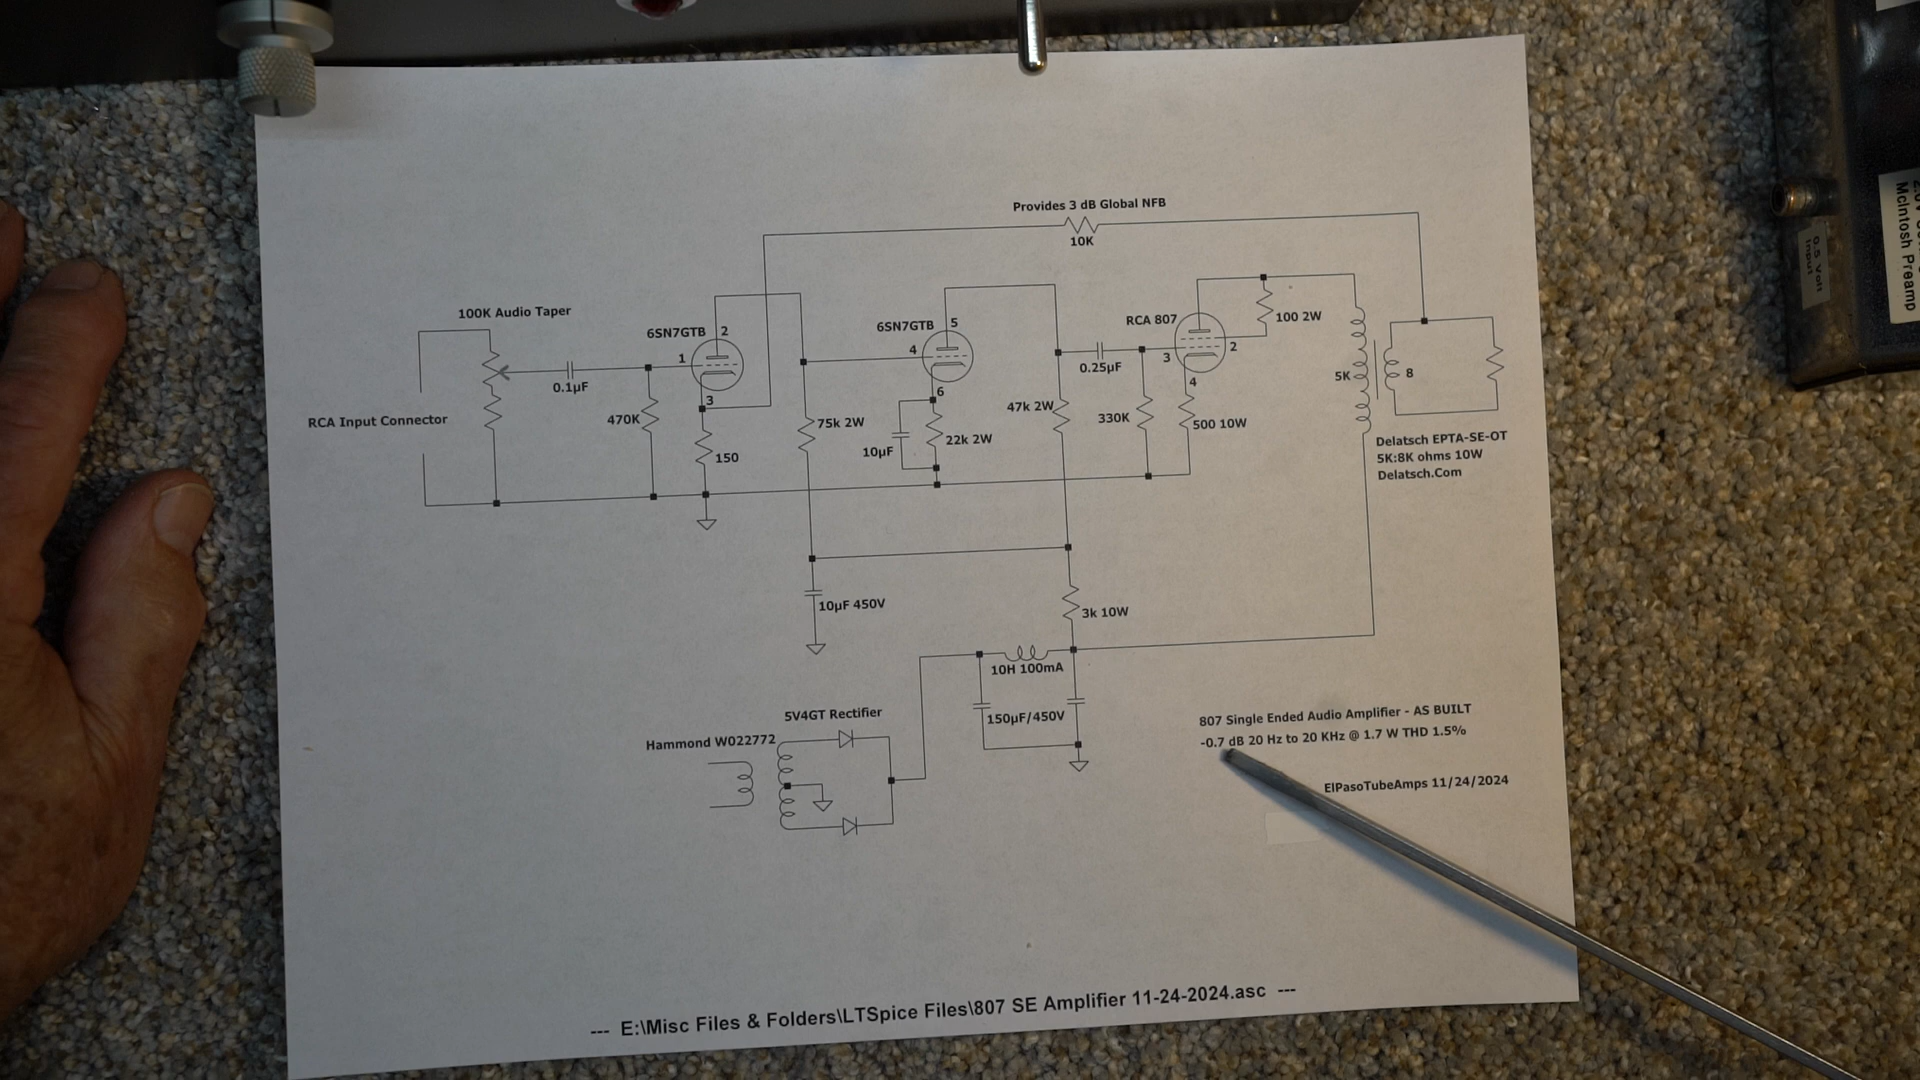 Provides 3 dB Global NFB
10K
100K Audio Taper
6SN7GTB
2
1
3
0.1µF
470K
150
RCA Input Connector
75k 2W
6SN7GTB
5
4
6
10µF
22k 2W
47k 2W
0.25µF
RCA 807
3
2
4
100 2W
330K
500 10W
5K
8
Delatsch EPTA-SE-OT
5K:8K ohms 10W
Delatsch.Com
10µF 450V
3k 10W
10H 100mA
150µF/450V
5V4GT Rectifier
Hammond W022772
807 Single Ended Audio Amplifier - AS BUILT
-0.7 dB 20 Hz to 20 KHz @ 1.7 W THD 1.5%
ElPasoTubeAmps 11/24/2024
--- E:\Misc Files & Folders\LTSpice Files\807 SE Amplifier 11-24-2024.asc ---
McIntosh Preamp
0.5 Volt
Input